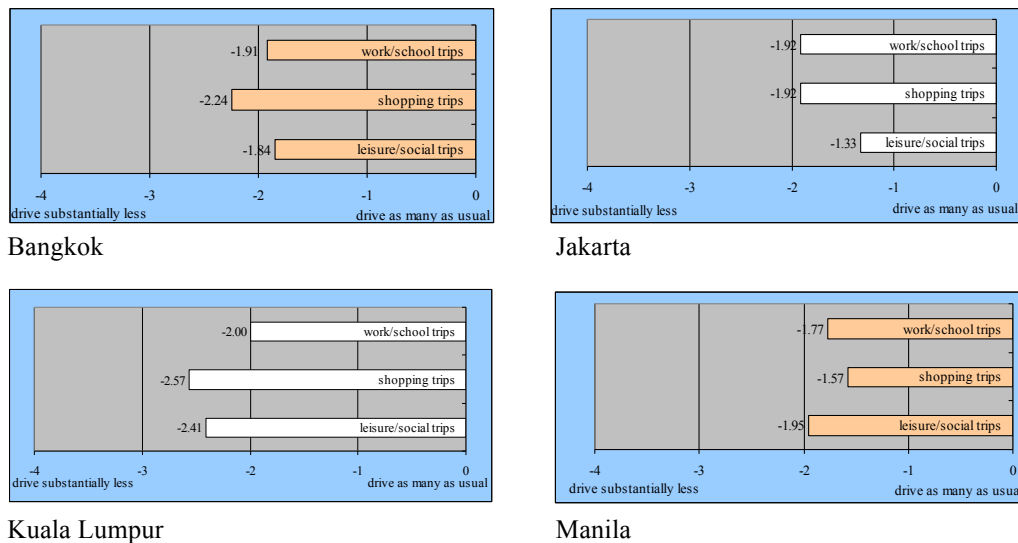 -1.91
work/school trips
-2.24
shopping trips
-1.84
leisure/social trips
-4 -3 -2 -1 0
drive substantially less drive as many as usual
Bangkok
-1.92
work/school trips
-1.92
shopping trips
-1.33
leisure/social trips
-4 -3 -2 -1 0
drive substantially less drive as many as usual
Jakarta
-2.00
work/school trips
-2.57
shopping trips
-2.41
leisure/social trips
-4 -3 -2 -1 0
drive substantially less drive as many as usual
Kuala Lumpur
-1.77
work/school trips
-1.57
shopping trips
-1.95
leisure/social trips
-4 -3 -2 -1 0
drive substantially less drive as many as usual
Manila